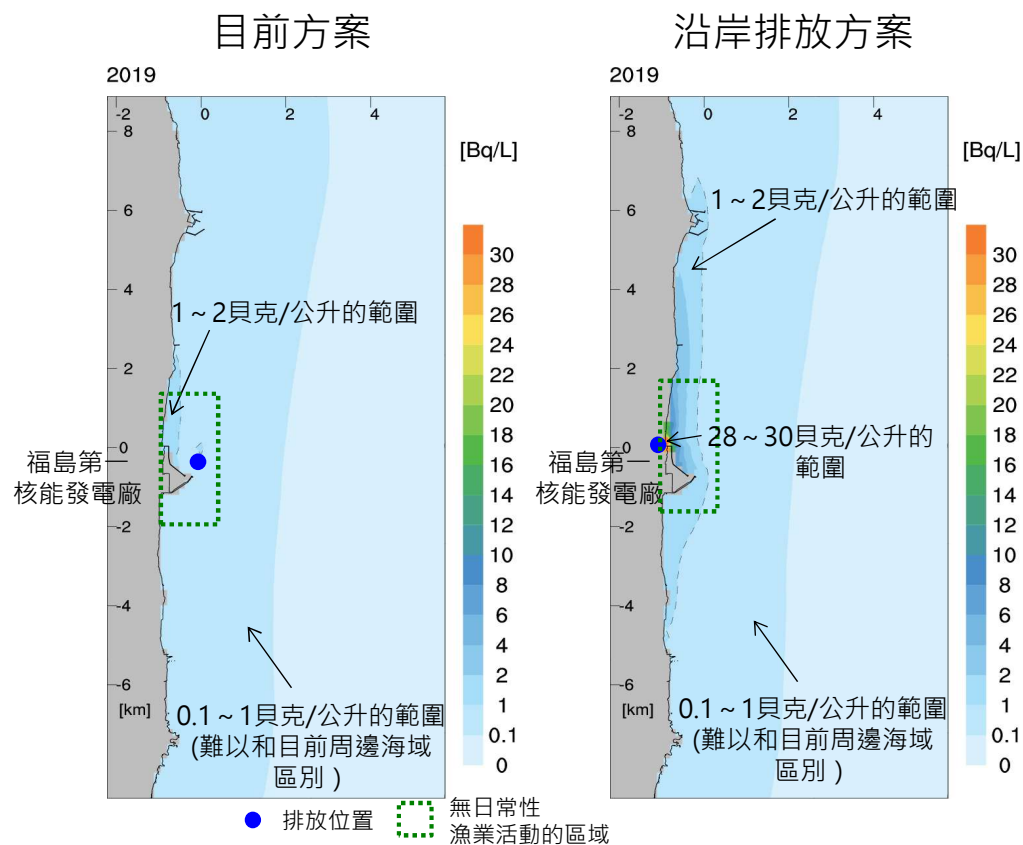 目前方案
2019
-2 0 2 4
[Bq/L]
8
6
4
2
0
-2
-4
-6
[km]
1～2貝克/公升的範圍
福島第一
核能發電廠
0.1～1貝克/公升的範圍
(難以和目前周邊海域
區別)
30
28
26
24
22
20
18
16
14
12
10
8
6
4
2
1
0.1
0
沿岸排放方案
2019
-2 0 2 4
[Bq/L]
8
6
4
2
0
-2
-4
-6
[km]
1～2貝克/公升的範圍
28～30貝克/公升的
範圍
福島第一
核能發電廠
0.1～1貝克/公升的範圍
(難以和目前周邊海域
區別)
30
28
26
24
22
20
18
16
14
12
10
8
6
4
2
1
0.1
0
排放位置
無日常性
漁業活動的區域